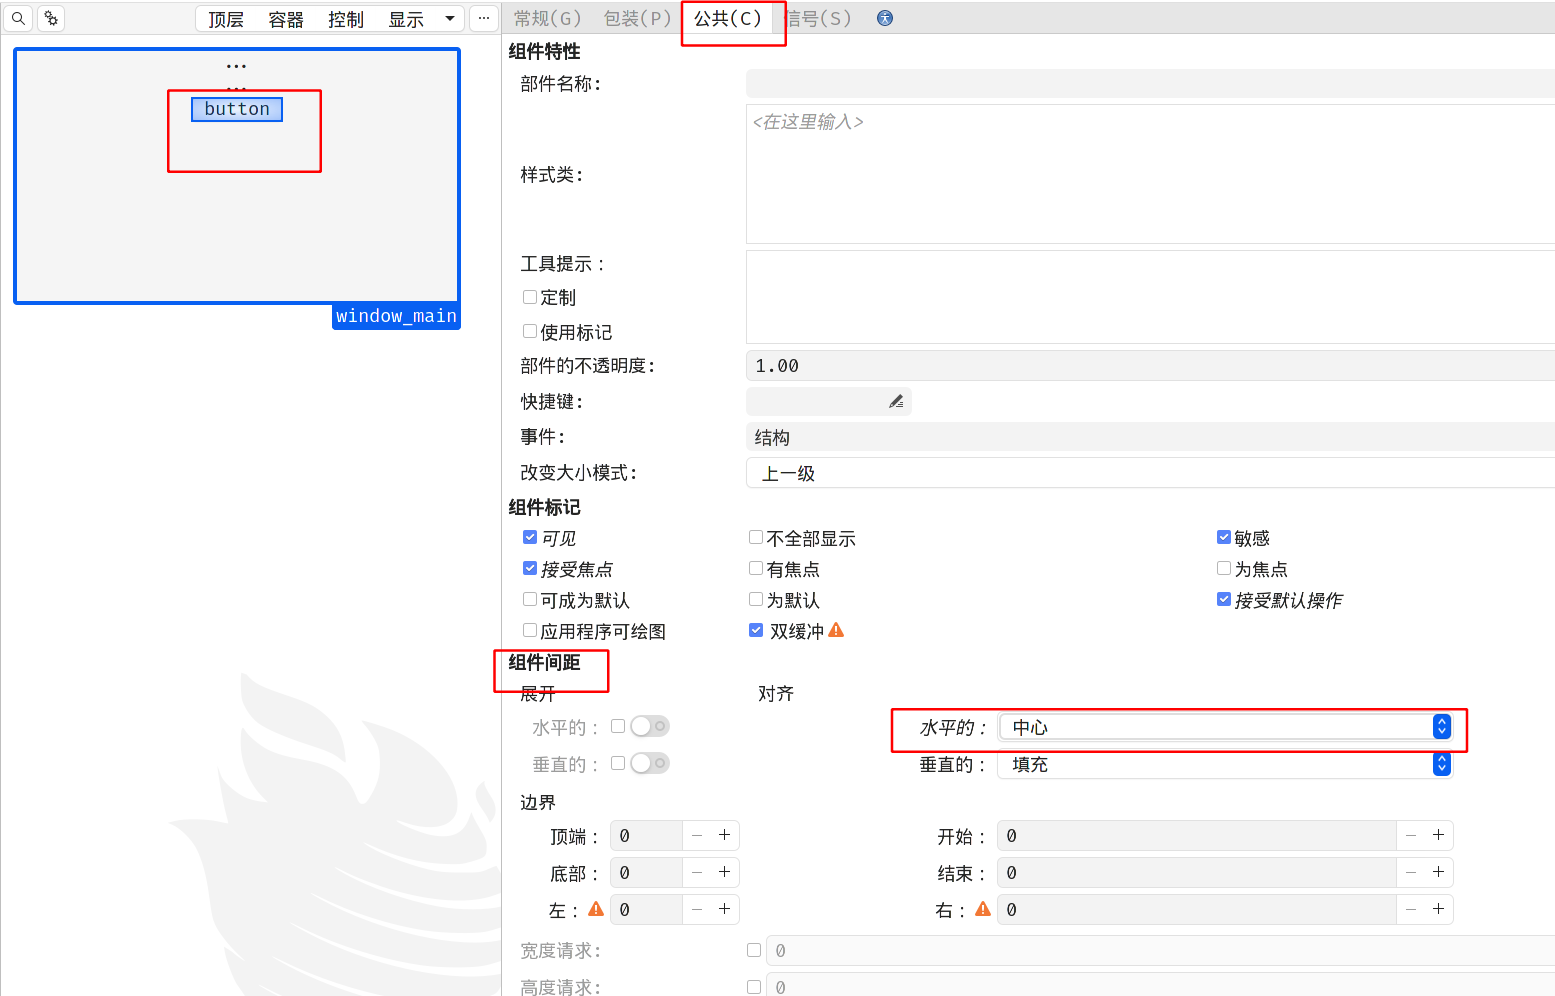 顶层 容器 控制 显示 ...
常规(G) 包装(P) 公共(C) 信号(S)
...
...
button
window_main
组件特性
部件名称:
<在这里输入>
样式类:
工具提示 :
定制
使用标记
部件的不透明度: 1.00
快捷键:
事件: 结构
改变大小模式: 上一级
组件标记
可见 不全部显示 敏感
接受焦点 有焦点 为焦点
可成为默认 为默认 接受默认操作
应用程序可绘图 双缓冲
组件间距
展开 对齐
水平的 : 水平的 : 中心
垂直的 : 垂直的 : 填充
边界
顶端 : 0 − + 开始 : 0 − +
底部 : 0 − + 结束 : 0 − +
左 : 0 − + 右 : 0 − +
宽度请求: 0
高度请求: 0